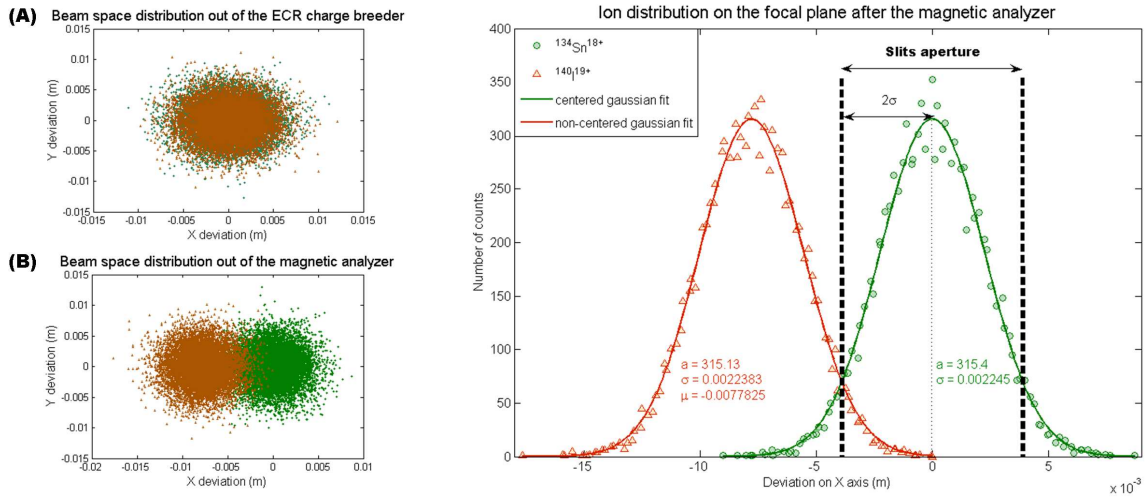 (A)
Beam space distribution out of the ECR charge breeder
Y deviation (m)
0.015
0.01
0.005
0
-0.005
-0.01
-0.015
-0.015 -0.01 -0.005 0 0.005 0.01 0.015
X deviation (m)
(B)
Beam space distribution out of the magnetic analyzer
Y deviation (m)
0.015
0.01
0.005
0
-0.005
-0.01
-0.015
-0.02 -0.015 -0.01 -0.005 0 0.005 0.01
X deviation (m)
Ion distribution on the focal plane after the magnetic analyzer
Number of counts
400
350
300
250
200
150
100
50
0
¹³⁴Sn¹⁸⁺
¹⁴⁰I¹⁹⁺
centered gaussian fit
non-centered gaussian fit
Slits aperture
2σ
a = 315.13
σ = 0.0022383
μ = -0.0077825
a = 315.4
σ = 0.002245
-15 -10 -5 0 5
Deviation on X axis (m)
x 10⁻³